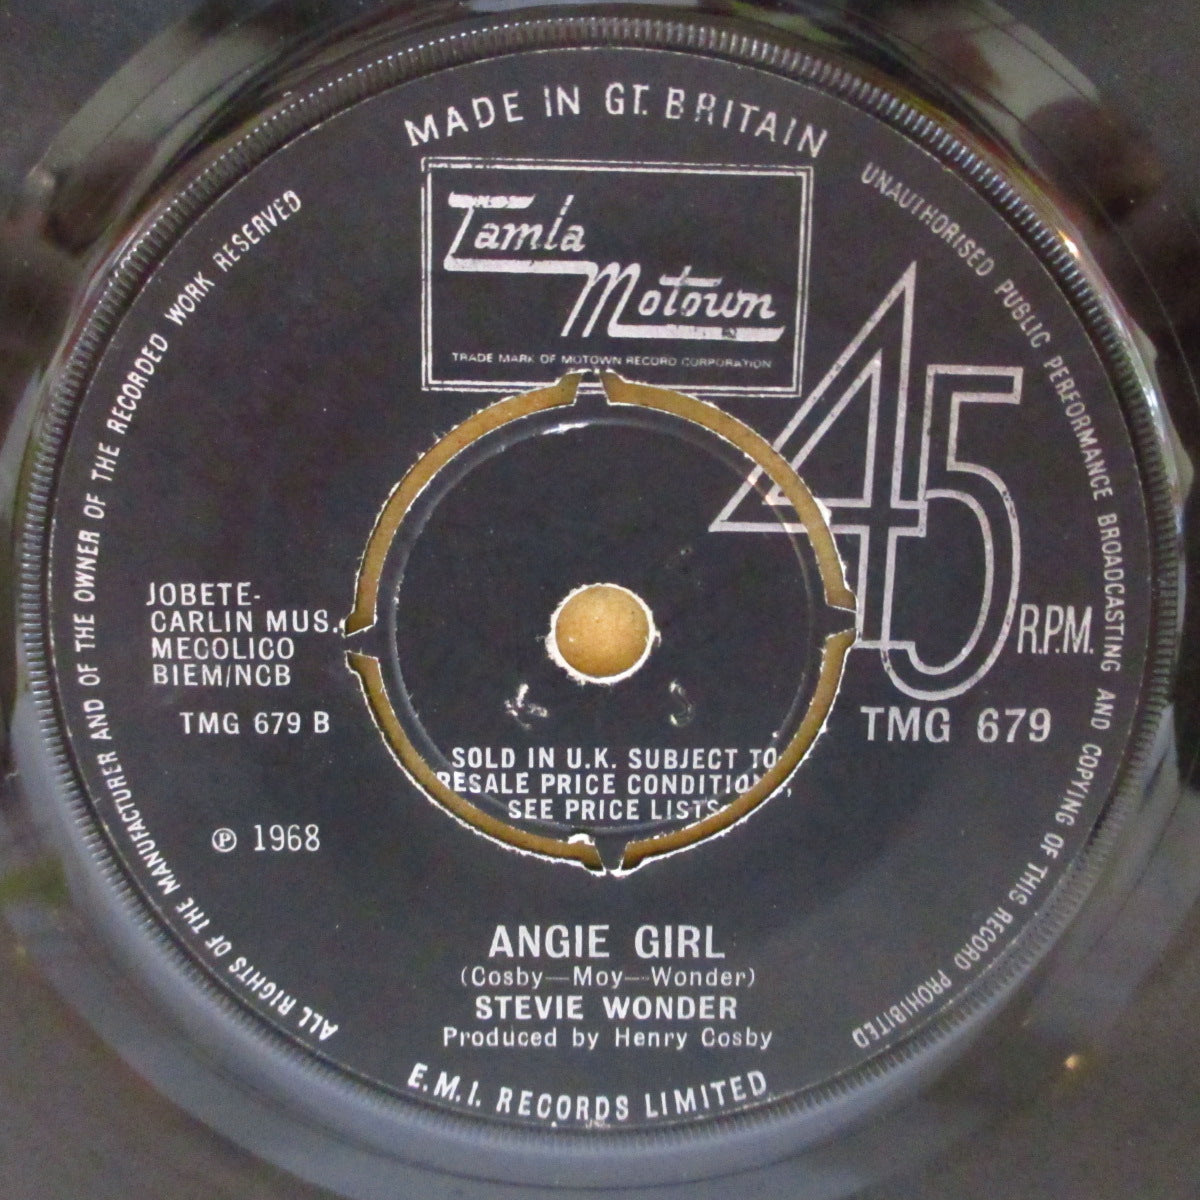 MADE IN GT. BRITAIN
Tamla
Motown
TRADE MARK OF MOTOWN RECORD CORPORATION
UNAUTHORISED PUBLIC PERFORMANCE BROADCASTING AND COPYING OF THIS RECORD PROHIBITED
ALL RIGHTS OF THE MANUFACTURER AND OF THE OWNER OF THE RECORDED WORK RESERVED
45
R.P.M.
JOBETE-
CARLIN MUS.
MECOLICO
BIEM/NCB
TMG 679 B
TMG 679
SOLD IN U.K. SUBJECT TO
RESALE PRICE CONDITIONS,
SEE PRICE LISTS
℗ 1968
ANGIE GIRL
(Cosby—Moy—Wonder)
STEVIE WONDER
Produced by Henry Cosby
E.M.I. RECORDS LIMITED